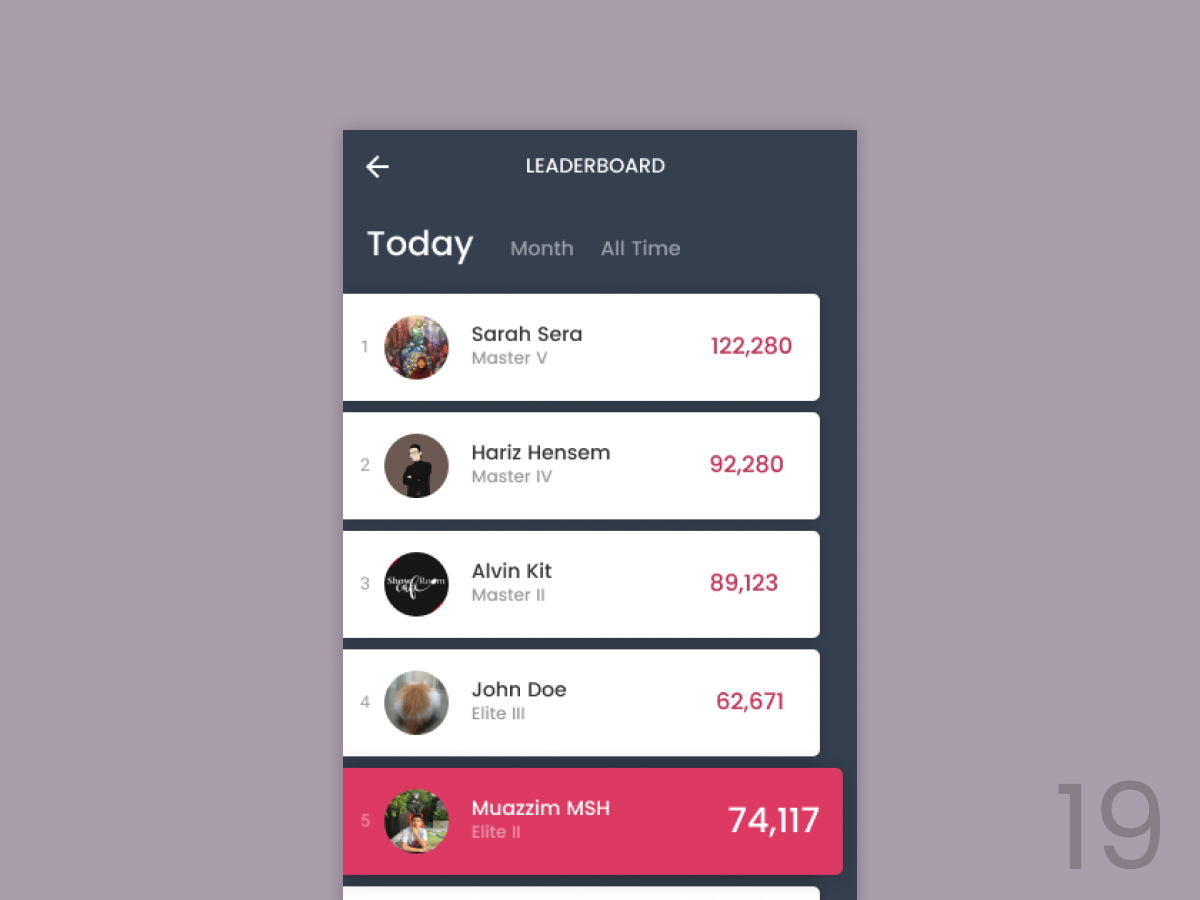 LEADERBOARD
Today Month All Time
1 Sarah Sera 122,280
Master V
2 Hariz Hensem 92,280
Master IV
3 Show Room Alvin Kit 89,123
café Master II
4 John Doe 62,671
Elite III
5 Muazzim MSH 74,117
Elite II
19